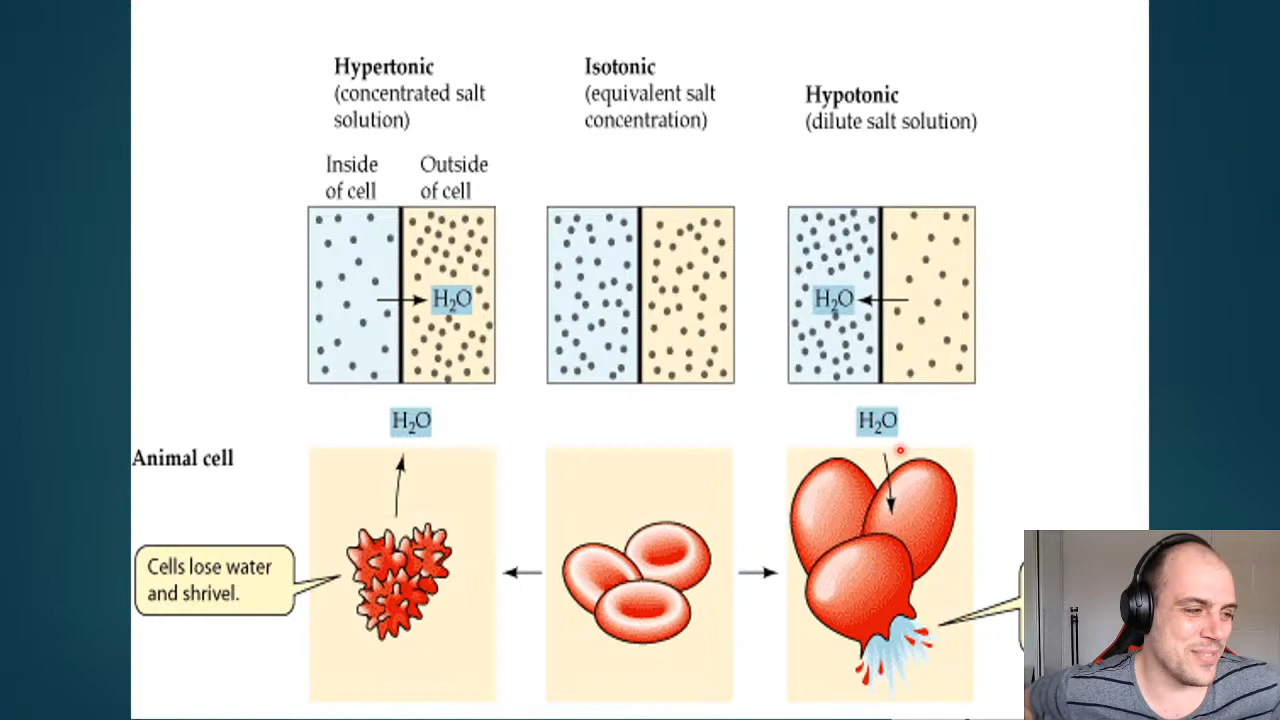 Hypertonic
(concentrated salt
solution)
Isotonic
(equivalent salt
concentration)
Hypotonic
(dilute salt solution)
Inside
of cell
Outside
of cell
H₂O
H₂O
H₂O
H₂O
Animal cell
Cells lose water
and shrivel.